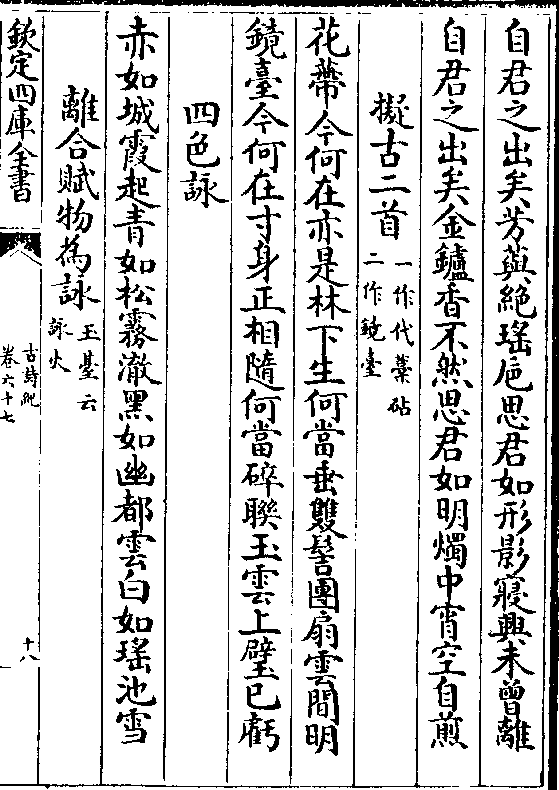 自君之出矣芳藇絶瑶巵思君如形影寢興未曾離
自君之出矣金鑪香不然思君如明燭中宵空自煎
擬古二首
一作代藁砧
二作鏡臺
花蔕今何在亦是林下生何當垂雙髻團扇雲間明
鏡臺今何在寸身正相隨何當碎聯玉雲上璧已虧
四色詠
赤如城霞起青如松霧澈黑如幽都雲白如瑶池雪
離合賦物為詠
玉臺云
詠火
欽定四庫全書
古詩紀
卷六十七
十八